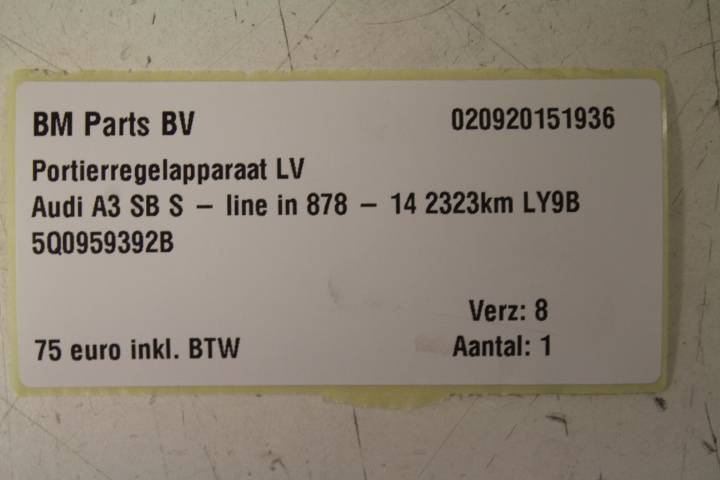 BM Parts BV 020920151936
Portierregelapparaat LV
Audi A3 SB S – line in 878 – 14 2323km LY9B
5Q0959392B
Verz: 8
75 euro inkl. BTW Aantal: 1